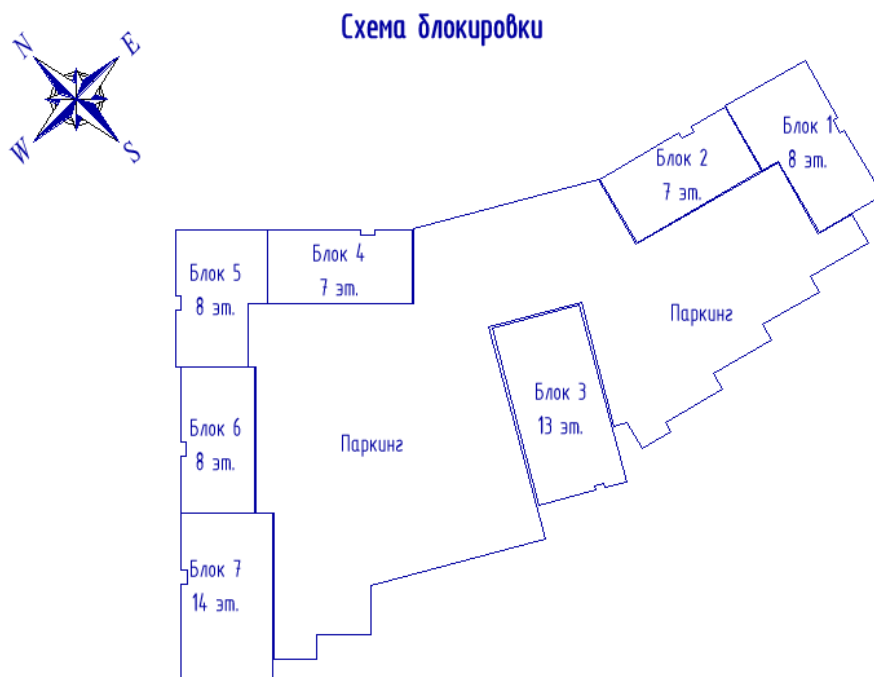 Схема блокировки
N
E
W
S
Блок 1
8 эт.
Блок 2
7 эт.
Блок 4
7 эт.
Блок 5
8 эт.
Паркинг
Блок 3
13 эт.
Блок 6
8 эт.
Паркинг
Блок 7
14 эт.